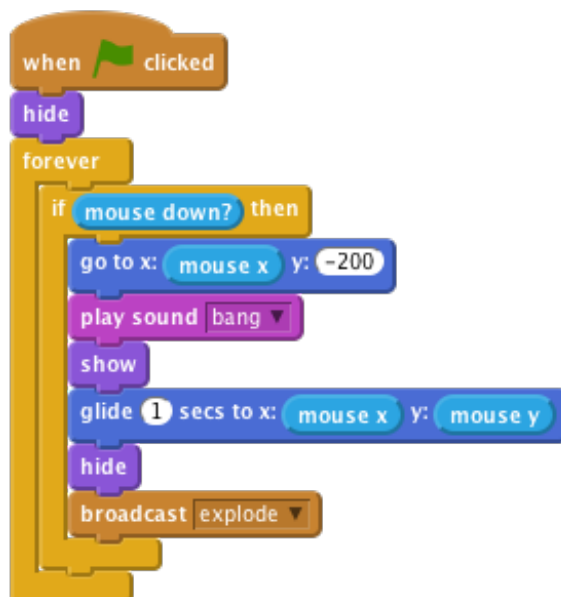 when clicked
hide
forever
if mouse down? then
go to x: mouse x y: -200
play sound bang
show
glide 1 secs to x: mouse x y: mouse y
hide
broadcast explode